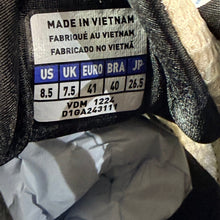 MADE IN VIETNAM
FABRIQUÉ AU VIETNAM
FABRICADO NO VIETNÃ
US UK EURO BRA JP
8.5 7.5 41 40 26.5
VDM 1224
D1GA243111